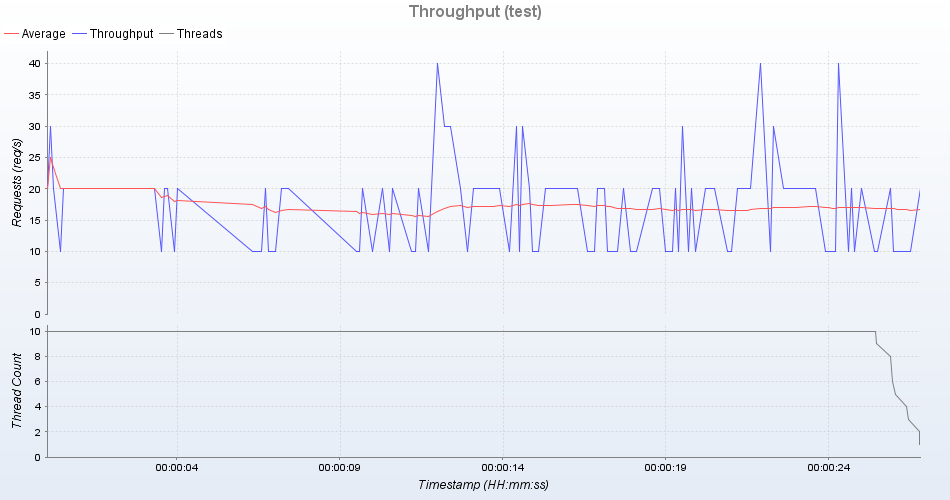 Throughput (test)
Average Throughput Threads
40
35
30
25
20
15
10
5
0
Requests (req/s)
10
8
6
4
2
0
Thread Count
00:00:04 00:00:09 00:00:14 00:00:19 00:00:24
Timestamp (HH:mm:ss)